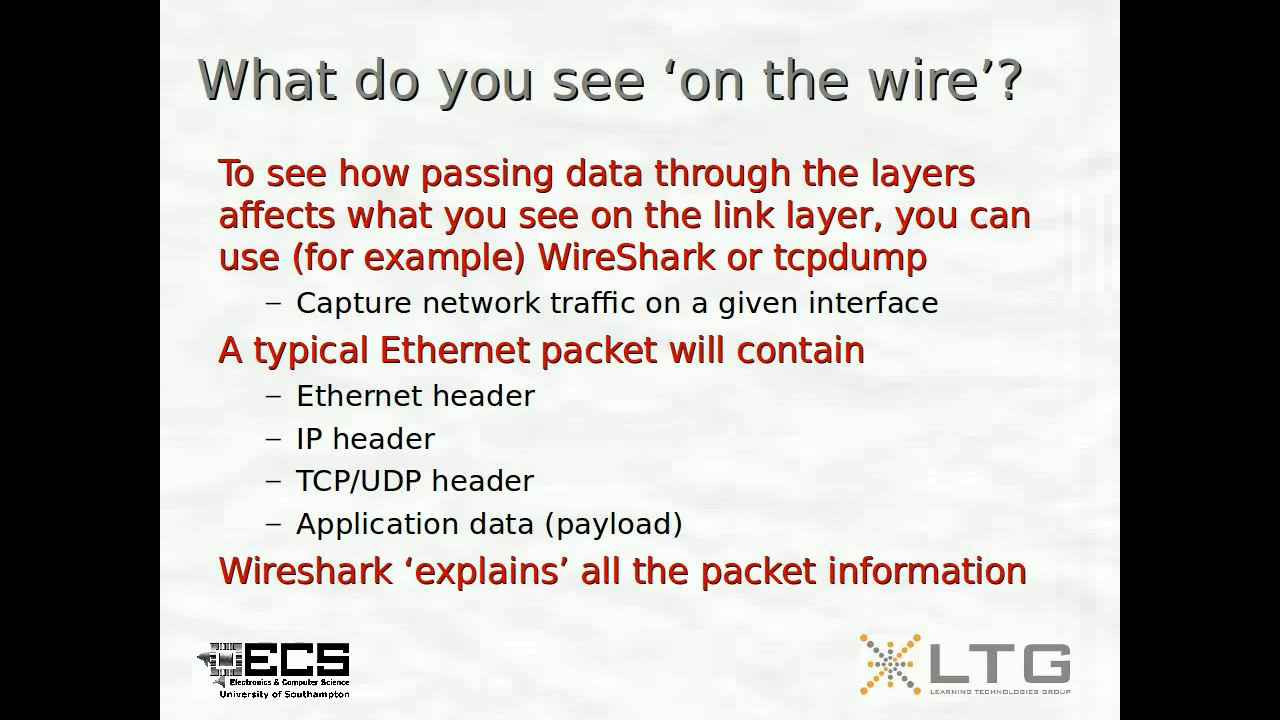 What do you see ‘on the wire’?
To see how passing data through the layers
affects what you see on the link layer, you can
use (for example) WireShark or tcpdump
– Capture network traffic on a given interface
A typical Ethernet packet will contain
– Ethernet header
– IP header
– TCP/UDP header
– Application data (payload)
Wireshark ‘explains’ all the packet information
ECS
Electronics & Computer Science
University of Southampton
LTG
LEARNING TECHNOLOGIES GROUP